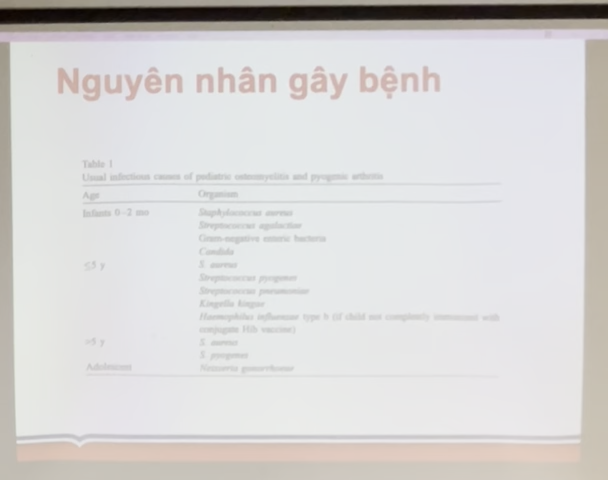 Nguyên nhân gây bệnh
Table 1
Usual infectious causes of pediatric osteomyelitis and pyogenic arthritis
Age Organism
Infants 0–2 mo Staphylococcus aureus
Streptococcus agalactiae
Gram-negative enteric bacteria
Candida
≤5 y S. aureus
Streptococcus pyogenes
Streptococcus pneumoniae
Kingella kingae
Haemophilus influenzae type b (if child not completely immunized with
conjugate Hib vaccine)
>5 y S. aureus
S. pyogenes
Adolescent Neisseria gonorrhoeae